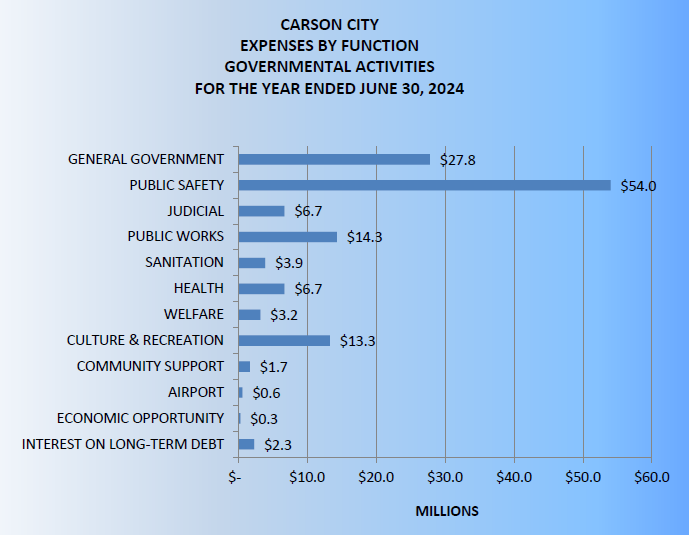 CARSON CITY
EXPENSES BY FUNCTION
GOVERNMENTAL ACTIVITIES
FOR THE YEAR ENDED JUNE 30, 2024
GENERAL GOVERNMENT $27.8
PUBLIC SAFETY $54.0
JUDICIAL $6.7
PUBLIC WORKS $14.3
SANITATION $3.9
HEALTH $6.7
WELFARE $3.2
CULTURE & RECREATION $13.3
COMMUNITY SUPPORT $1.7
AIRPORT $0.6
ECONOMIC OPPORTUNITY $0.3
INTEREST ON LONG-TERM DEBT $2.3
$- $10.0 $20.0 $30.0 $40.0 $50.0 $60.0
MILLIONS